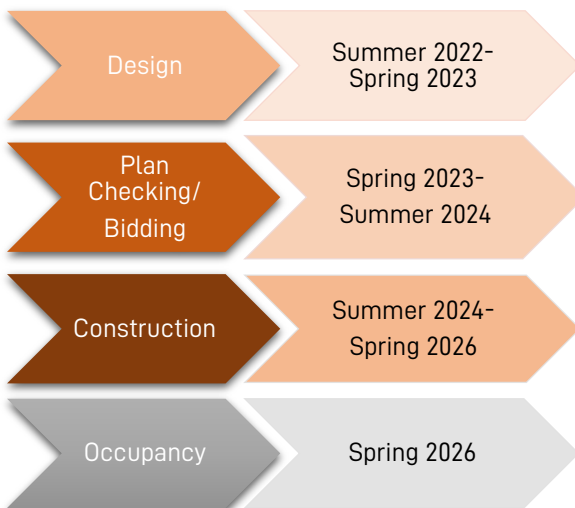 Design
Summer 2022-
Spring 2023
Plan
Checking/
Bidding
Spring 2023-
Summer 2024
Construction
Summer 2024-
Spring 2026
Occupancy
Spring 2026